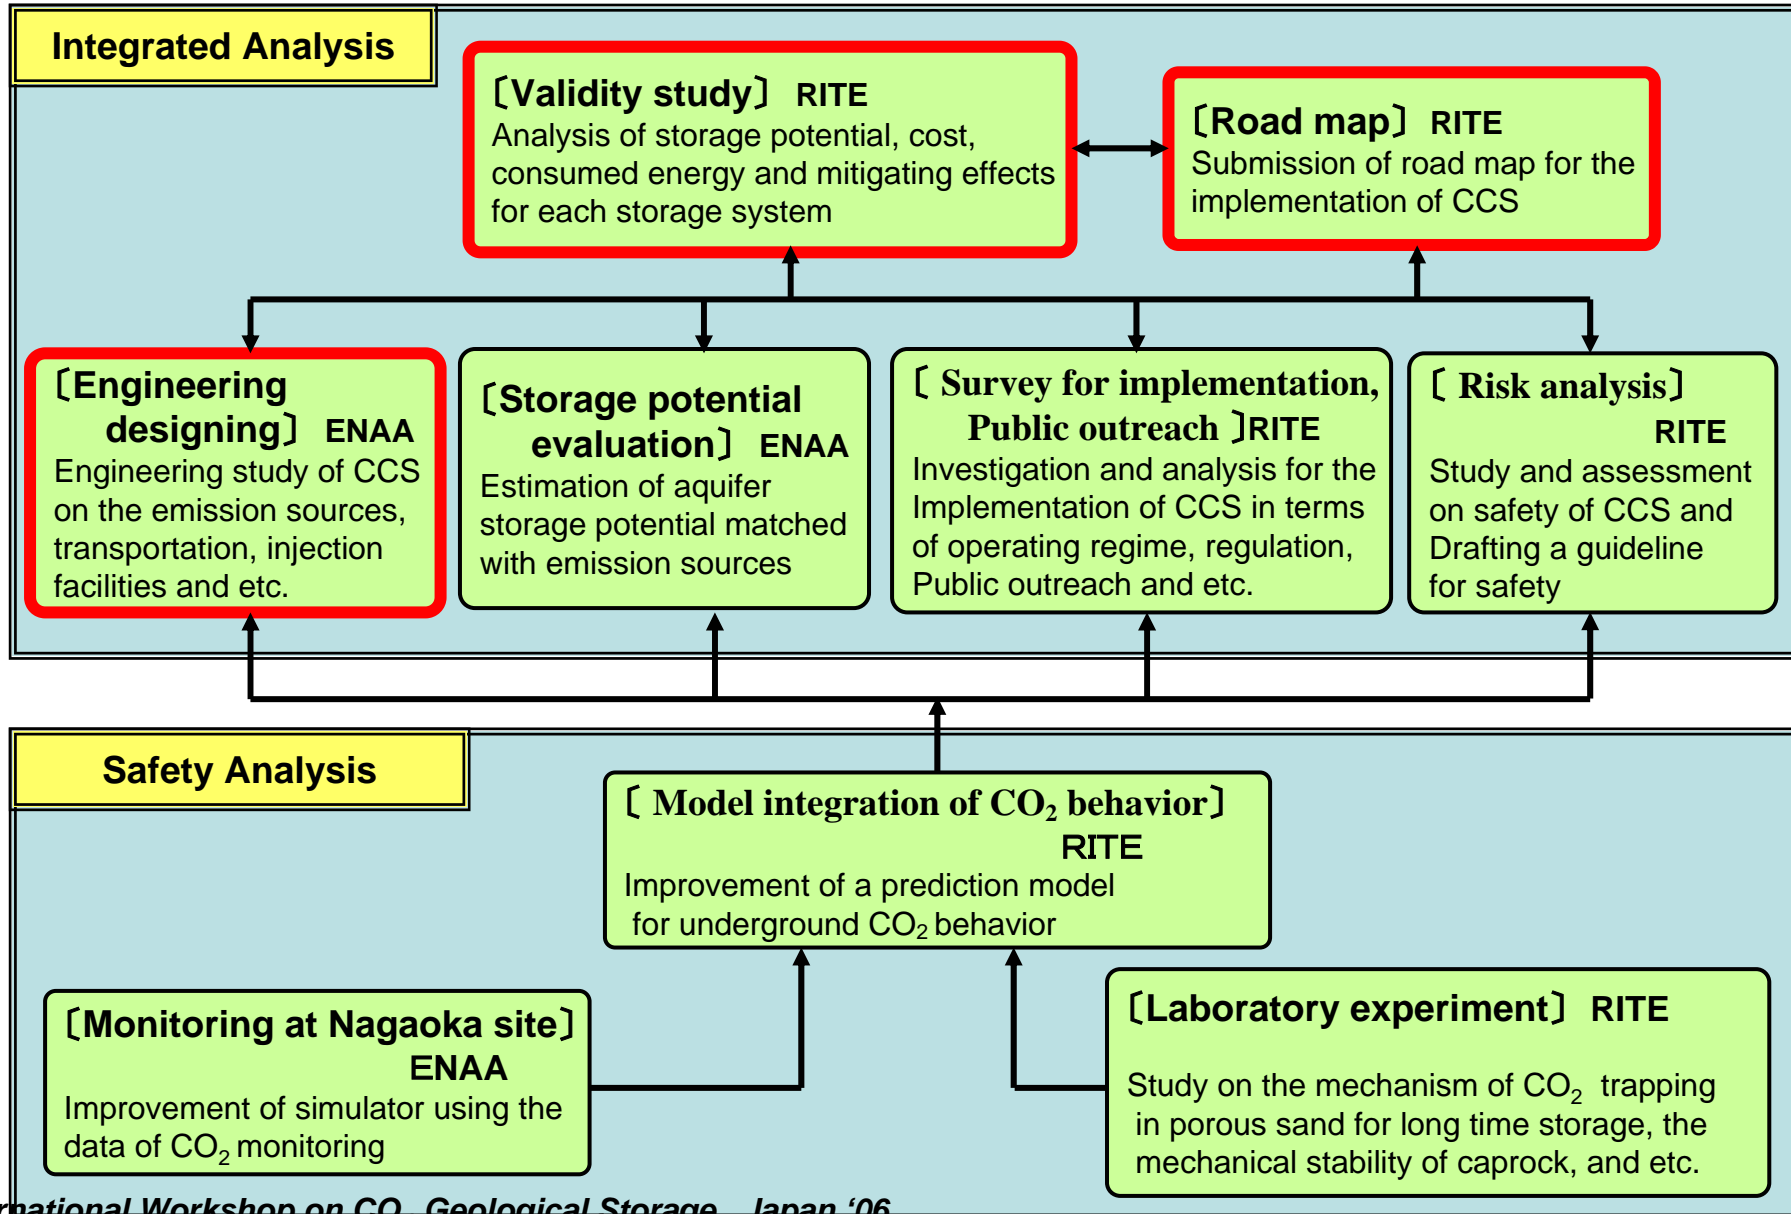 Integrated Analysis
〔Validity study〕 RITE
Analysis of storage potential, cost,
consumed energy and mitigating effects
for each storage system
〔Road map〕 RITE
Submission of road map for the
implementation of CCS
〔Engineering
designing〕 ENAA
Engineering study of CCS
on the emission sources,
transportation, injection
facilities and etc.
〔Storage potential
evaluation〕 ENAA
Estimation of aquifer
storage potential matched
with emission sources
〔 Survey for implementation,
Public outreach 〕RITE
Investigation and analysis for the
Implementation of CCS in terms
of operating regime, regulation,
Public outreach and etc.
〔 Risk analysis〕
RITE
Study and assessment
on safety of CCS and
Drafting a guideline
for safety
Safety Analysis
〔 Model integration of CO₂ behavior〕
RITE
Improvement of a prediction model
for underground CO₂ behavior
〔Monitoring at Nagaoka site〕
ENAA
Improvement of simulator using the
data of CO₂ monitoring
〔Laboratory experiment〕 RITE
Study on the mechanism of CO₂ trapping
in porous sand for long time storage, the
mechanical stability of caprock, and etc.
rnational Workshop on CO₂ Geological Storage, Japan ‘06